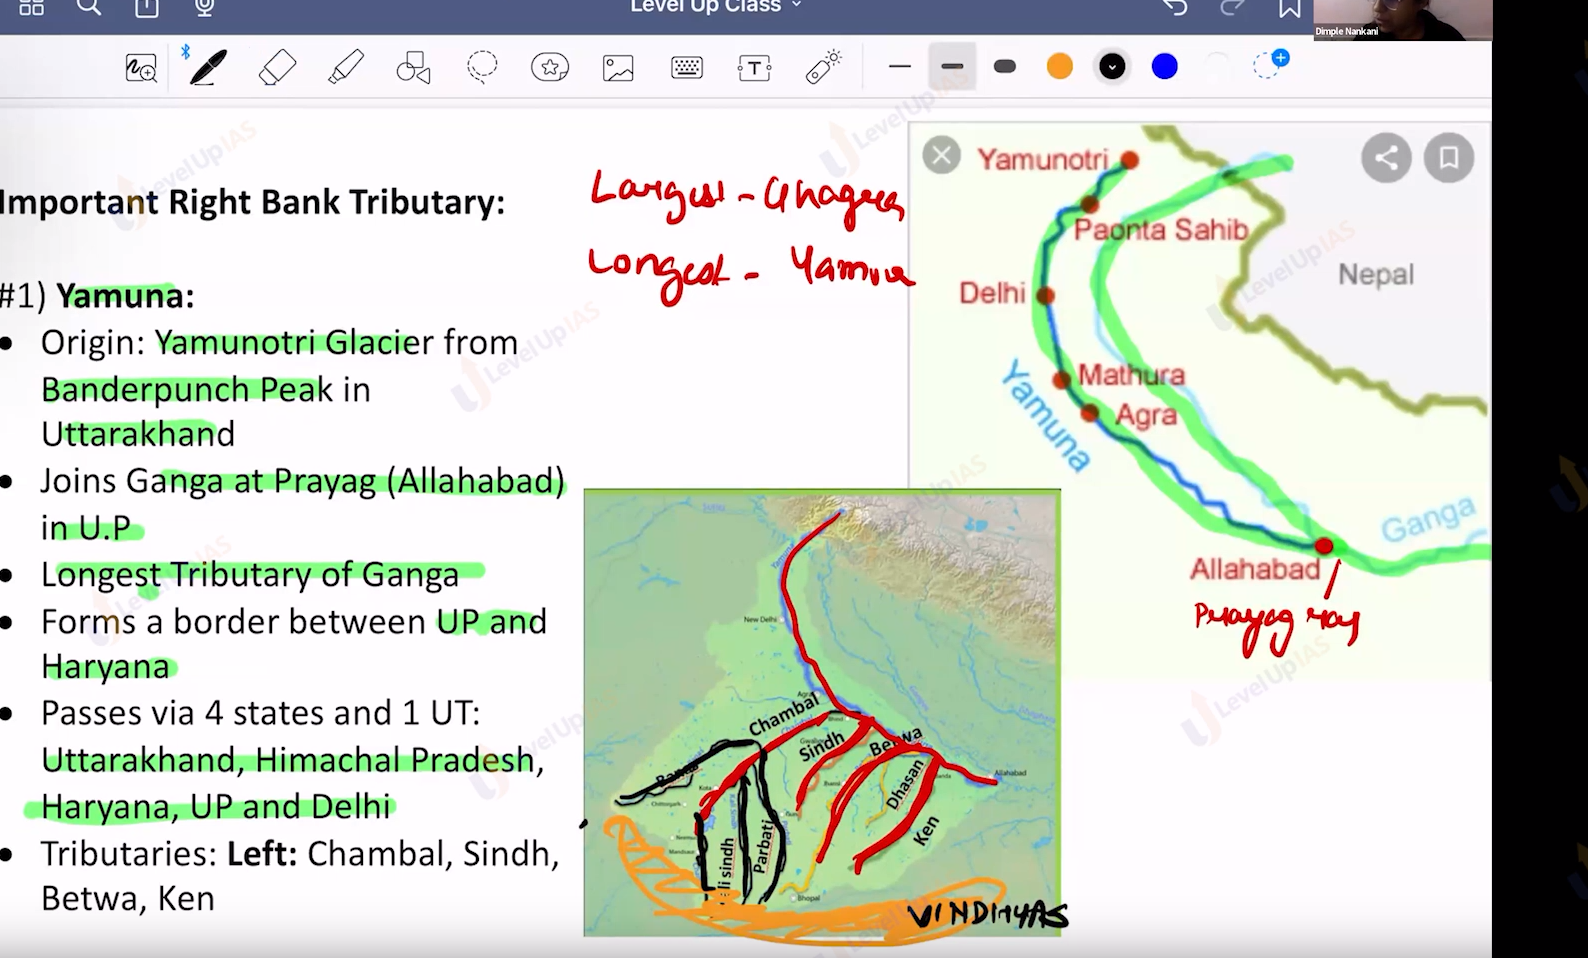 Level Up Class
Dimple Nankani
Important Right Bank Tributary:
#1) Yamuna:
• Origin: Yamunotri Glacier from
Banderpunch Peak in
Uttarakhand
• Joins Ganga at Prayag (Allahabad)
in U.P
• Longest Tributary of Ganga
• Forms a border between UP and
Haryana
• Passes via 4 states and 1 UT:
Uttarakhand, Himachal Pradesh,
Haryana, UP and Delhi
• Tributaries: Left: Chambal, Sindh,
Betwa, Ken
Largest - Ghagra
Longest - Yamuna
Yamunotri
Paonta Sahib
Nepal
Delhi
Mathura
Agra
Yamuna
Ganga
Allahabad
Prayag raj
New Delhi
Agra
Chambal
Sindh
Betwa
Dhasan
Ken
Allahabad
Kota
Parbati
Bhopal
VINDHYAS
LevelUpIAS